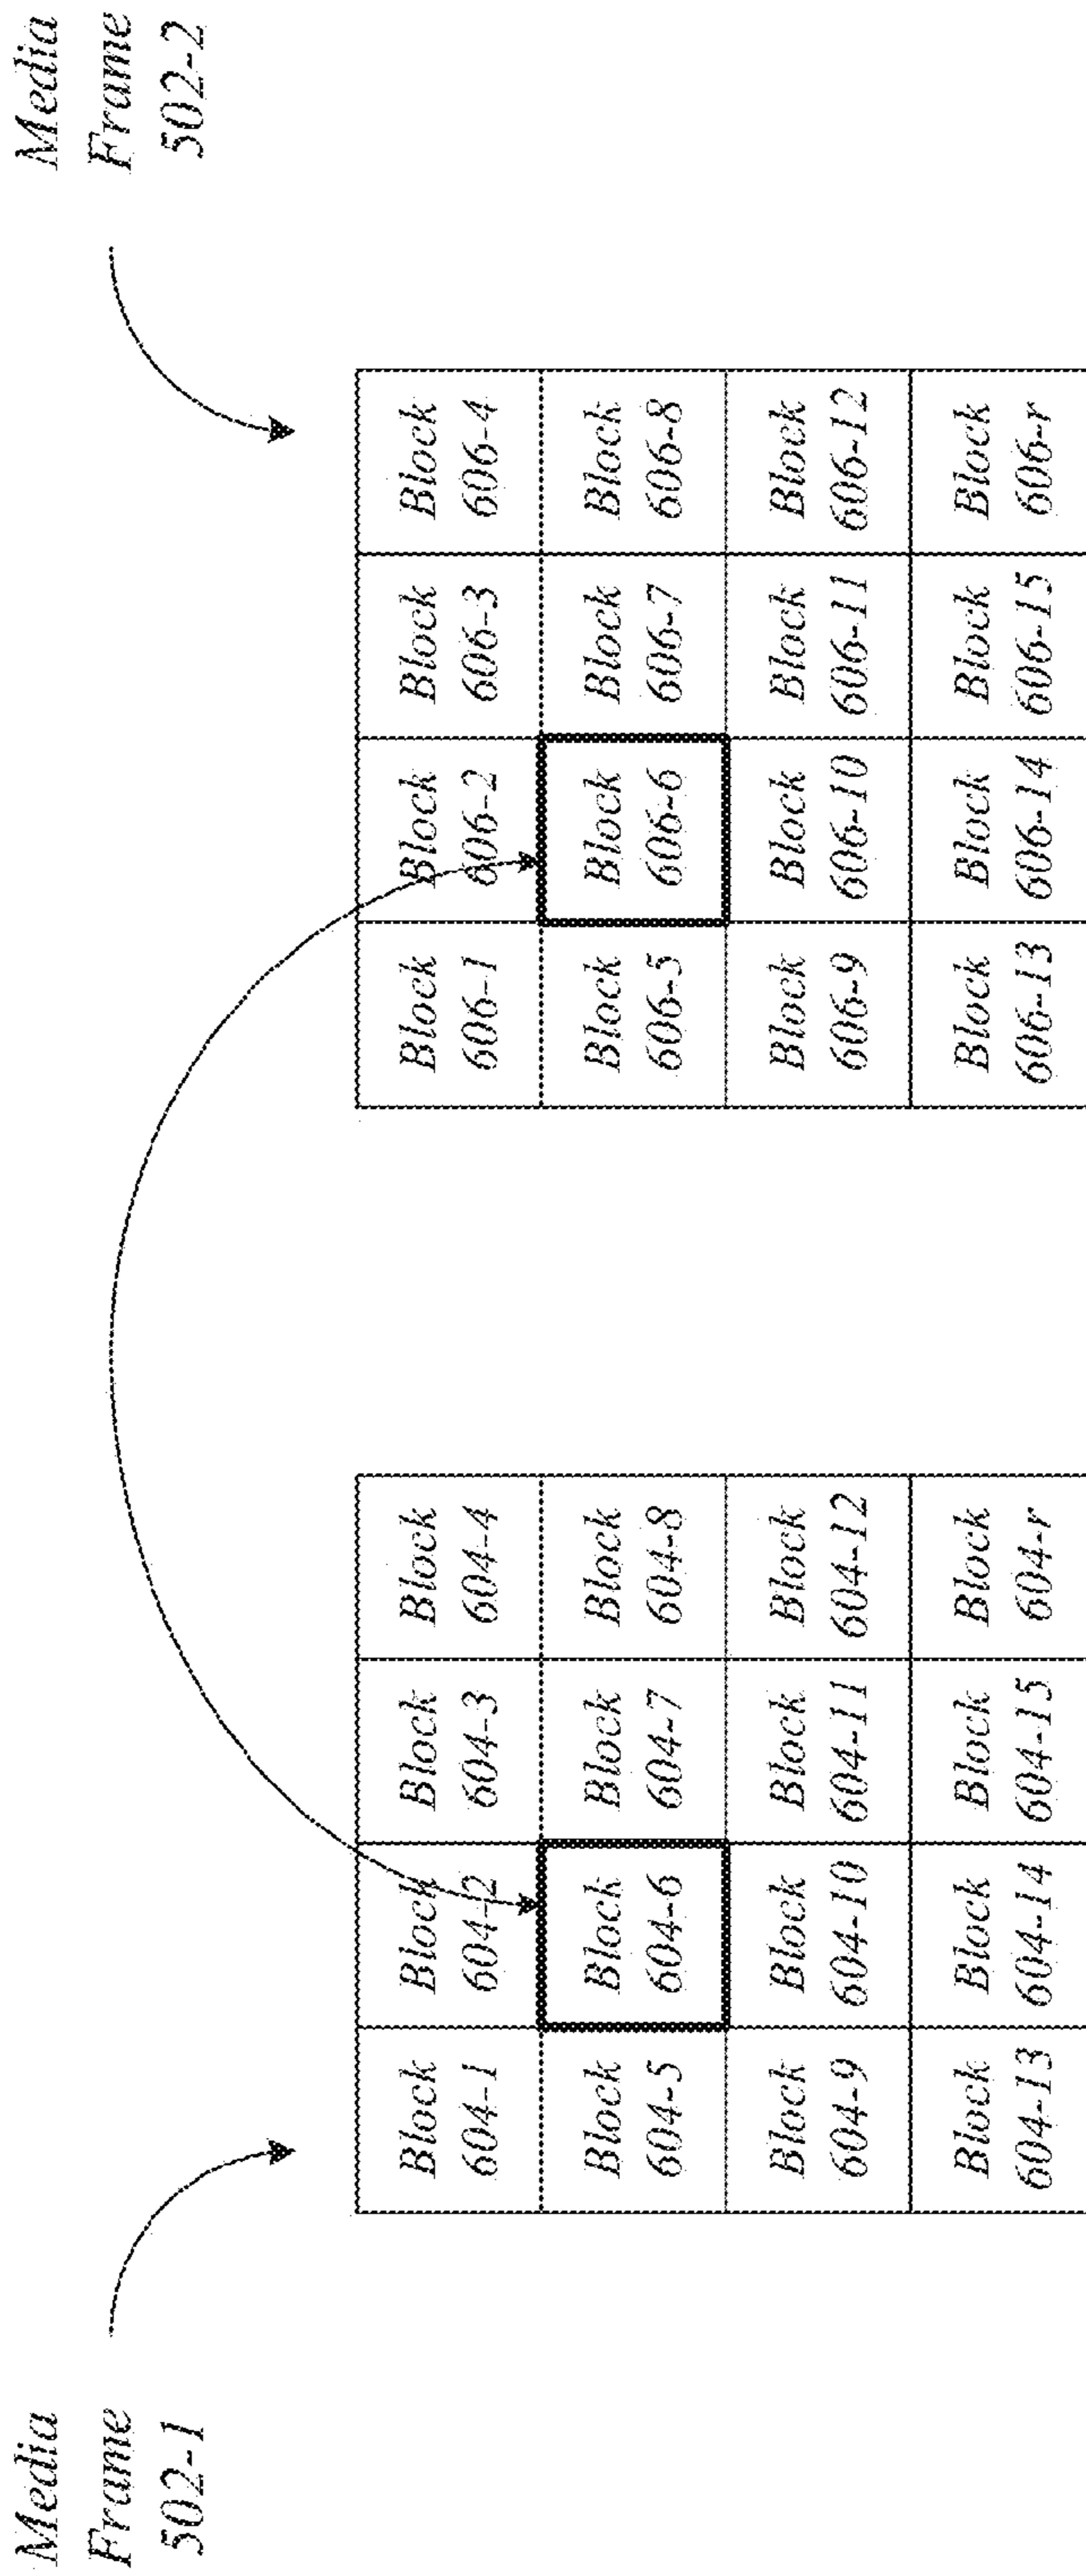 Media
Frame
502-1
Media
Frame
502-2
Block
604-1
Block
604-2
Block
604-3
Block
604-4
Block
604-5
Block
604-6
Block
604-7
Block
604-8
Block
604-9
Block
604-10
Block
604-11
Block
604-12
Block
604-13
Block
604-14
Block
604-15
Block
604-r
Block
606-1
Block
606-2
Block
606-3
Block
606-4
Block
606-5
Block
606-6
Block
606-7
Block
606-8
Block
606-9
Block
606-10
Block
606-11
Block
606-12
Block
606-13
Block
606-14
Block
606-15
Block
606-r